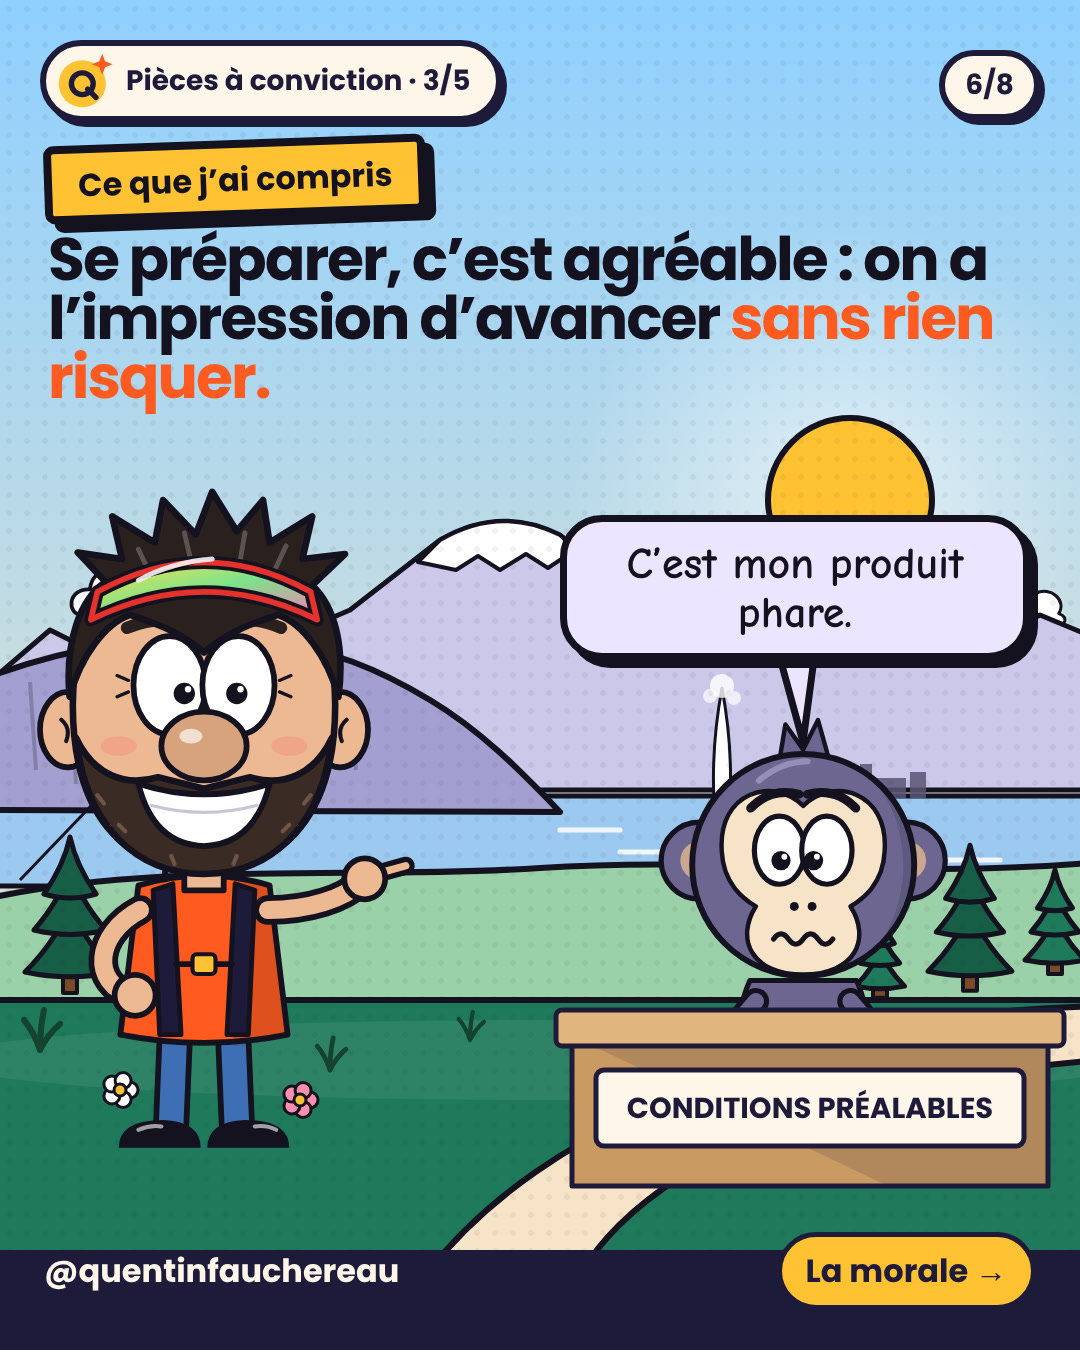 Pièces à conviction · 3/5
6/8
Ce que j’ai compris
Se préparer, c’est agréable : on a
l’impression d’avancer sans rien
risquer.
C’est mon produit
phare.
CONDITIONS PRÉALABLES
@quentinfauchereau
La morale →